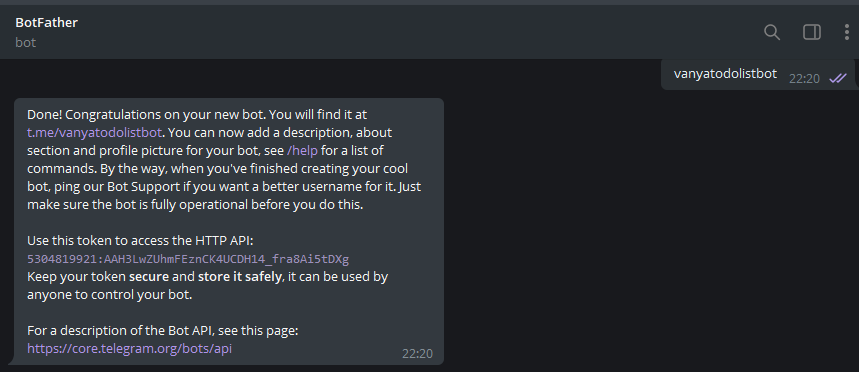 BotFather
bot
vanyatodolistbot 22:20
Done! Congratulations on your new bot. You will find it at
t.me/vanyatodolistbot. You can now add a description, about
section and profile picture for your bot, see /help for a list of
commands. By the way, when you've finished creating your cool
bot, ping our Bot Support if you want a better username for it. Just
make sure the bot is fully operational before you do this.
Use this token to access the HTTP API:
5304819921:AAH3LwZUhmFEznCK4UCDH14_fra8Ai5tDXg
Keep your token secure and store it safely, it can be used by
anyone to control your bot.
For a description of the Bot API, see this page:
https://core.telegram.org/bots/api
22:20